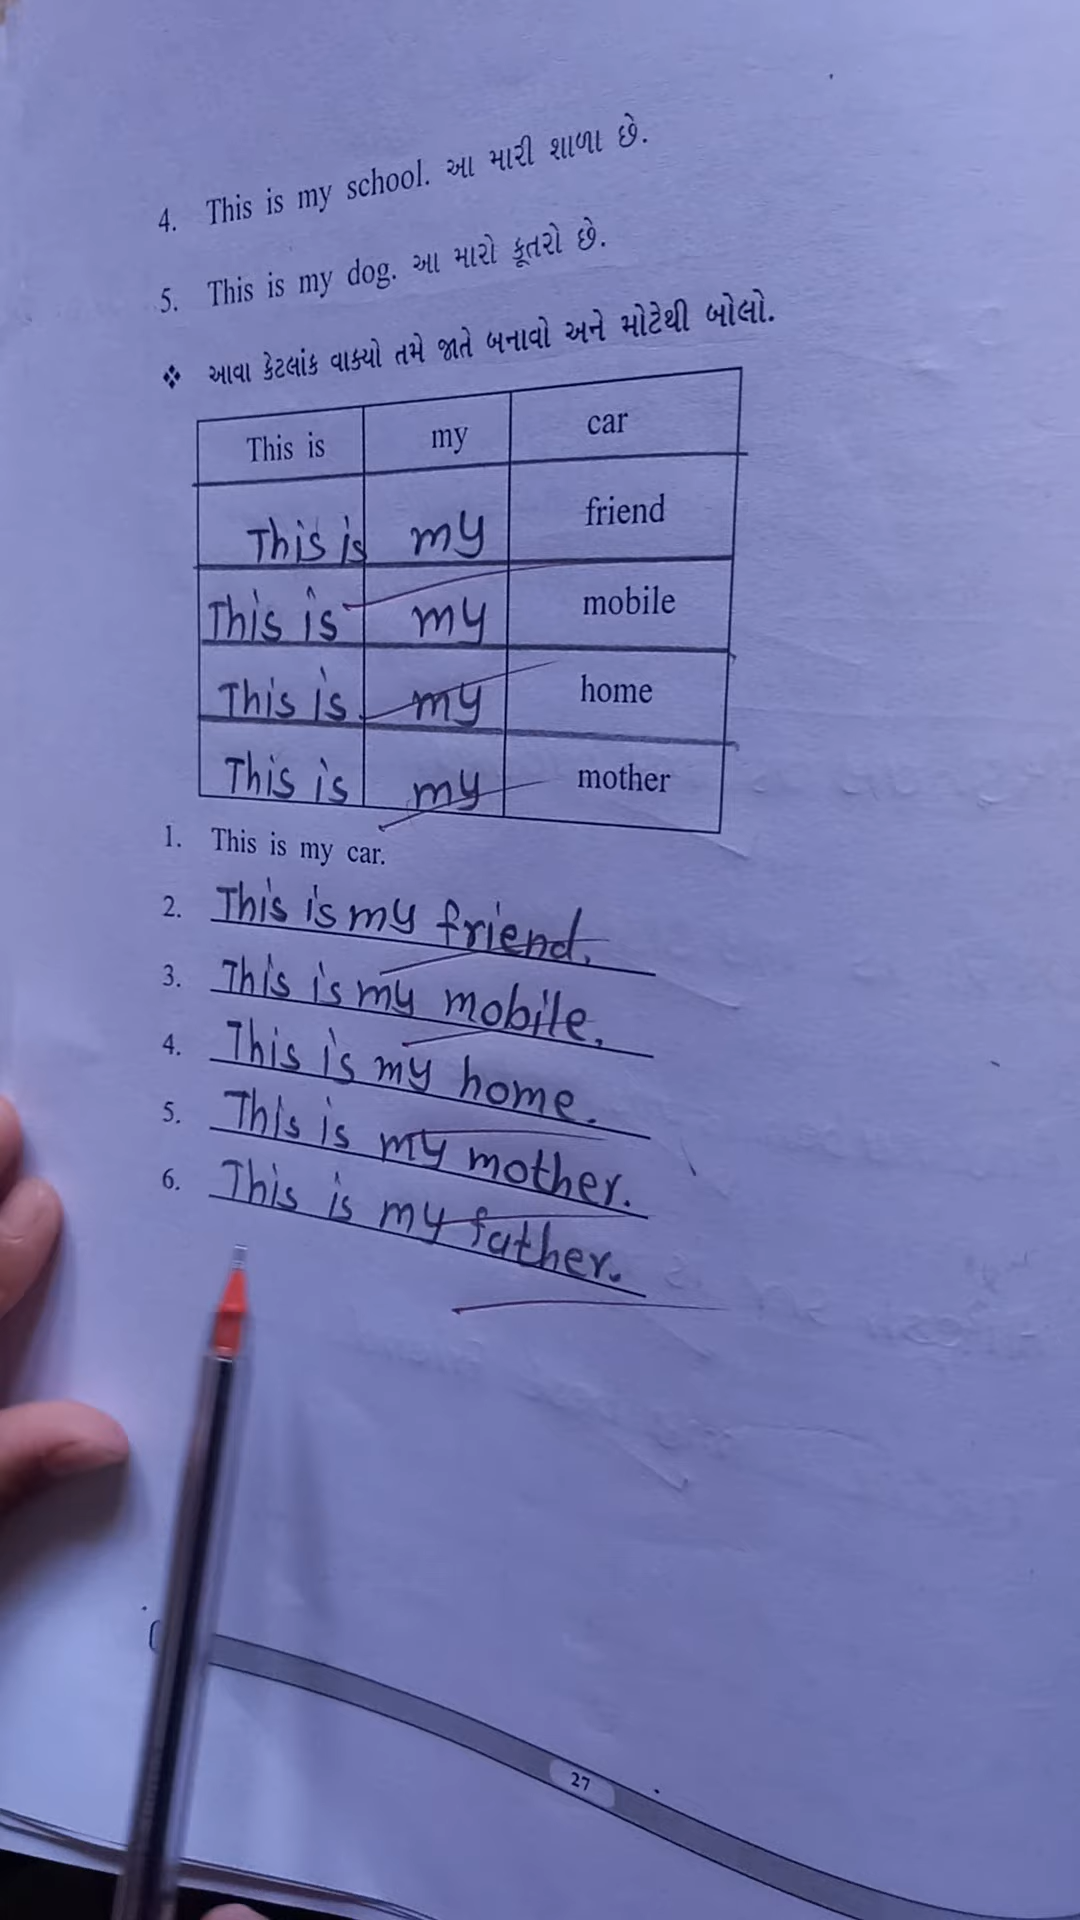 4. This is my school. આ મારી શાળા છે.
5. This is my dog. આ મારો કૂતરો છે.
❖ આવા કેટલાંક વાક્યો તમે જાતે બનાવો અને મોટેથી બોલો.
This is my car
This is my friend
This is my mobile
This is my home
This is my mother
1. This is my car.
2. This is my friend.
3. This is my mobile.
4. This is my home.
5. This is my mother.
6. This is my father.
27